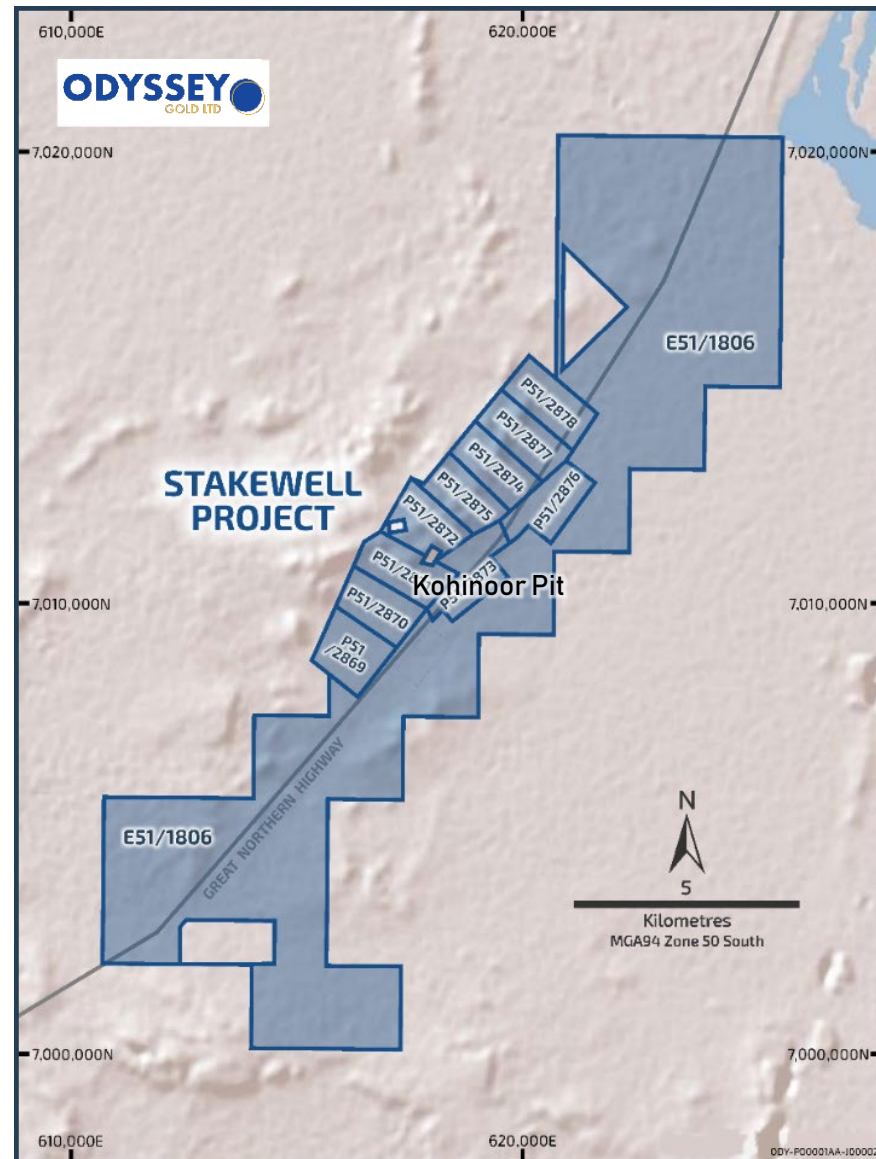 610,000E
620.000E
ODYSSEY
GOLD LTD
7,020,000N
7,020,000N
E51/1806
P51/2878
P51/2877
P51/2874
P51/2876
P51/2875
P51/2872
STAKEWELL
PROJECT
Kohinoor Pit
7,010,000N
7,010,000N
P51/2870
P51
/2869
GREAT NORTHERN HIGHWAY
E51/1806
N
5
Kilometres
MGA94 Zone 50 South
7,000,000N
7,000,000N
610,000E
620,000E